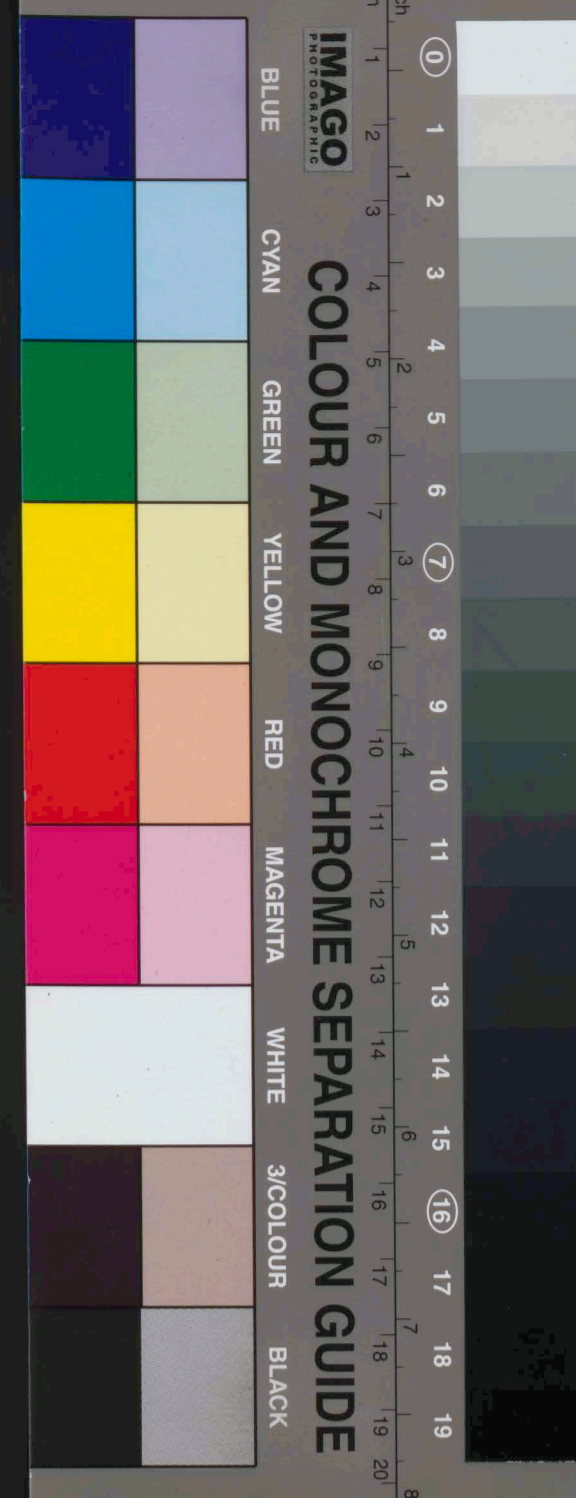 IMAGO
PHOTOGRAPHIC
COLOUR AND MONOCHROME SEPARATION GUIDE
BLUE
CYAN
GREEN
YELLOW
RED
MAGENTA
WHITE
3/COLOUR
BLACK
1 2 3 4 5 6 7 8 9 10 11 12 13 14 15 16 17 18 19 20
1 2 3 4 5 6 7 8
0 1 2 3 4 5 6 7 8 9 10 11 12 13 14 15 16 17 18 19